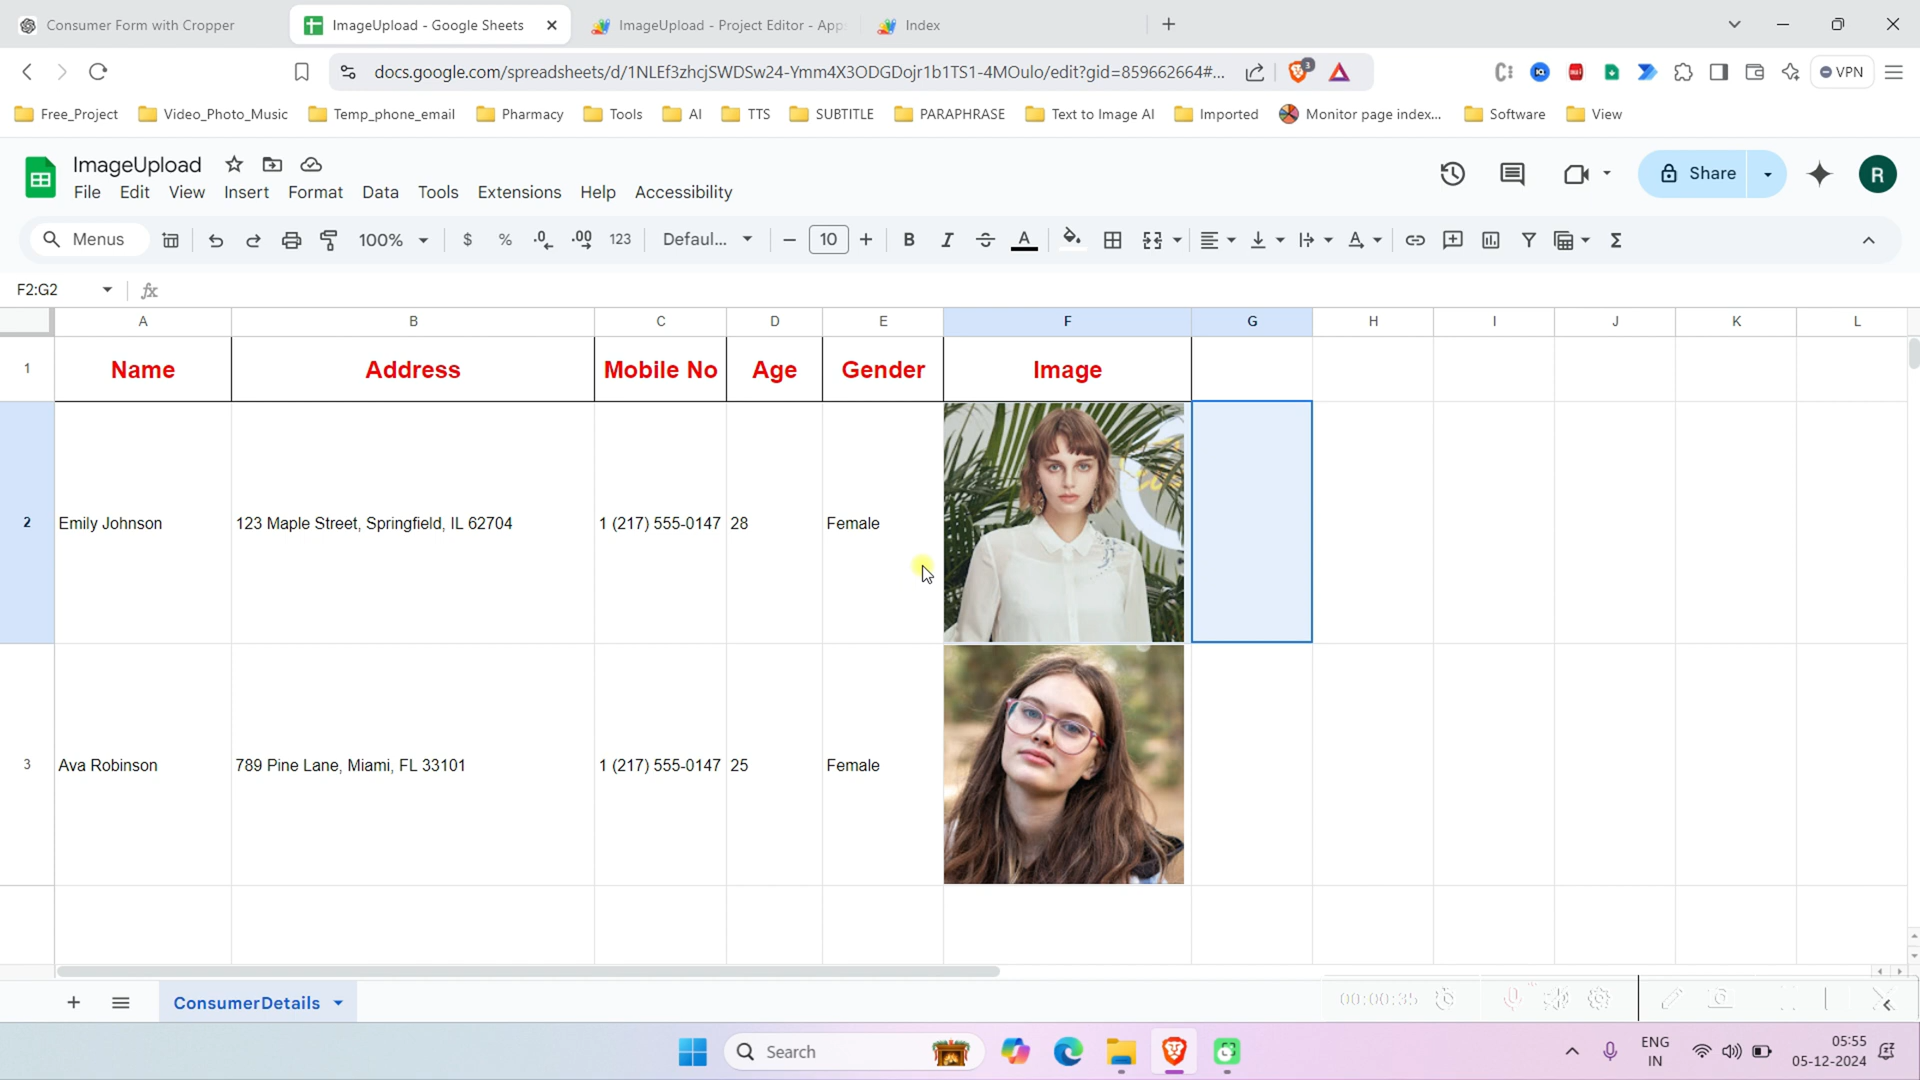 Consumer Form with Cropper
ImageUpload - Google Sheets
ImageUpload - Project Editor - Apps
Index
docs.google.com/spreadsheets/d/1NLEf3zhcjSWDSw24-Ymm4X3ODGDojr1b1TS1-4MOulo/edit?gid=859662664#...
3
VPN
Free_Project
Video_Photo_Music
Temp_phone_email
Pharmacy
Tools
AI
TTS
SUBTITLE
PARAPHRASE
Text to Image AI
Imported
Monitor page index...
Software
View
ImageUpload
File Edit View Insert Format Data Tools Extensions Help Accessibility
Share
R
Menus 100% $ % .0 .00 123 Defaul... 10 B I S A
F2:G2 fx
A B C D E F G H I J K L
1 Name Address Mobile No Age Gender Image
2 Emily Johnson 123 Maple Street, Springfield, IL 62704 1 (217) 555-0147 28 Female
3 Ava Robinson 789 Pine Lane, Miami, FL 33101 1 (217) 555-0147 25 Female
ConsumerDetails
00:00:35
Search
ENG
IN
05:55
05-12-2024